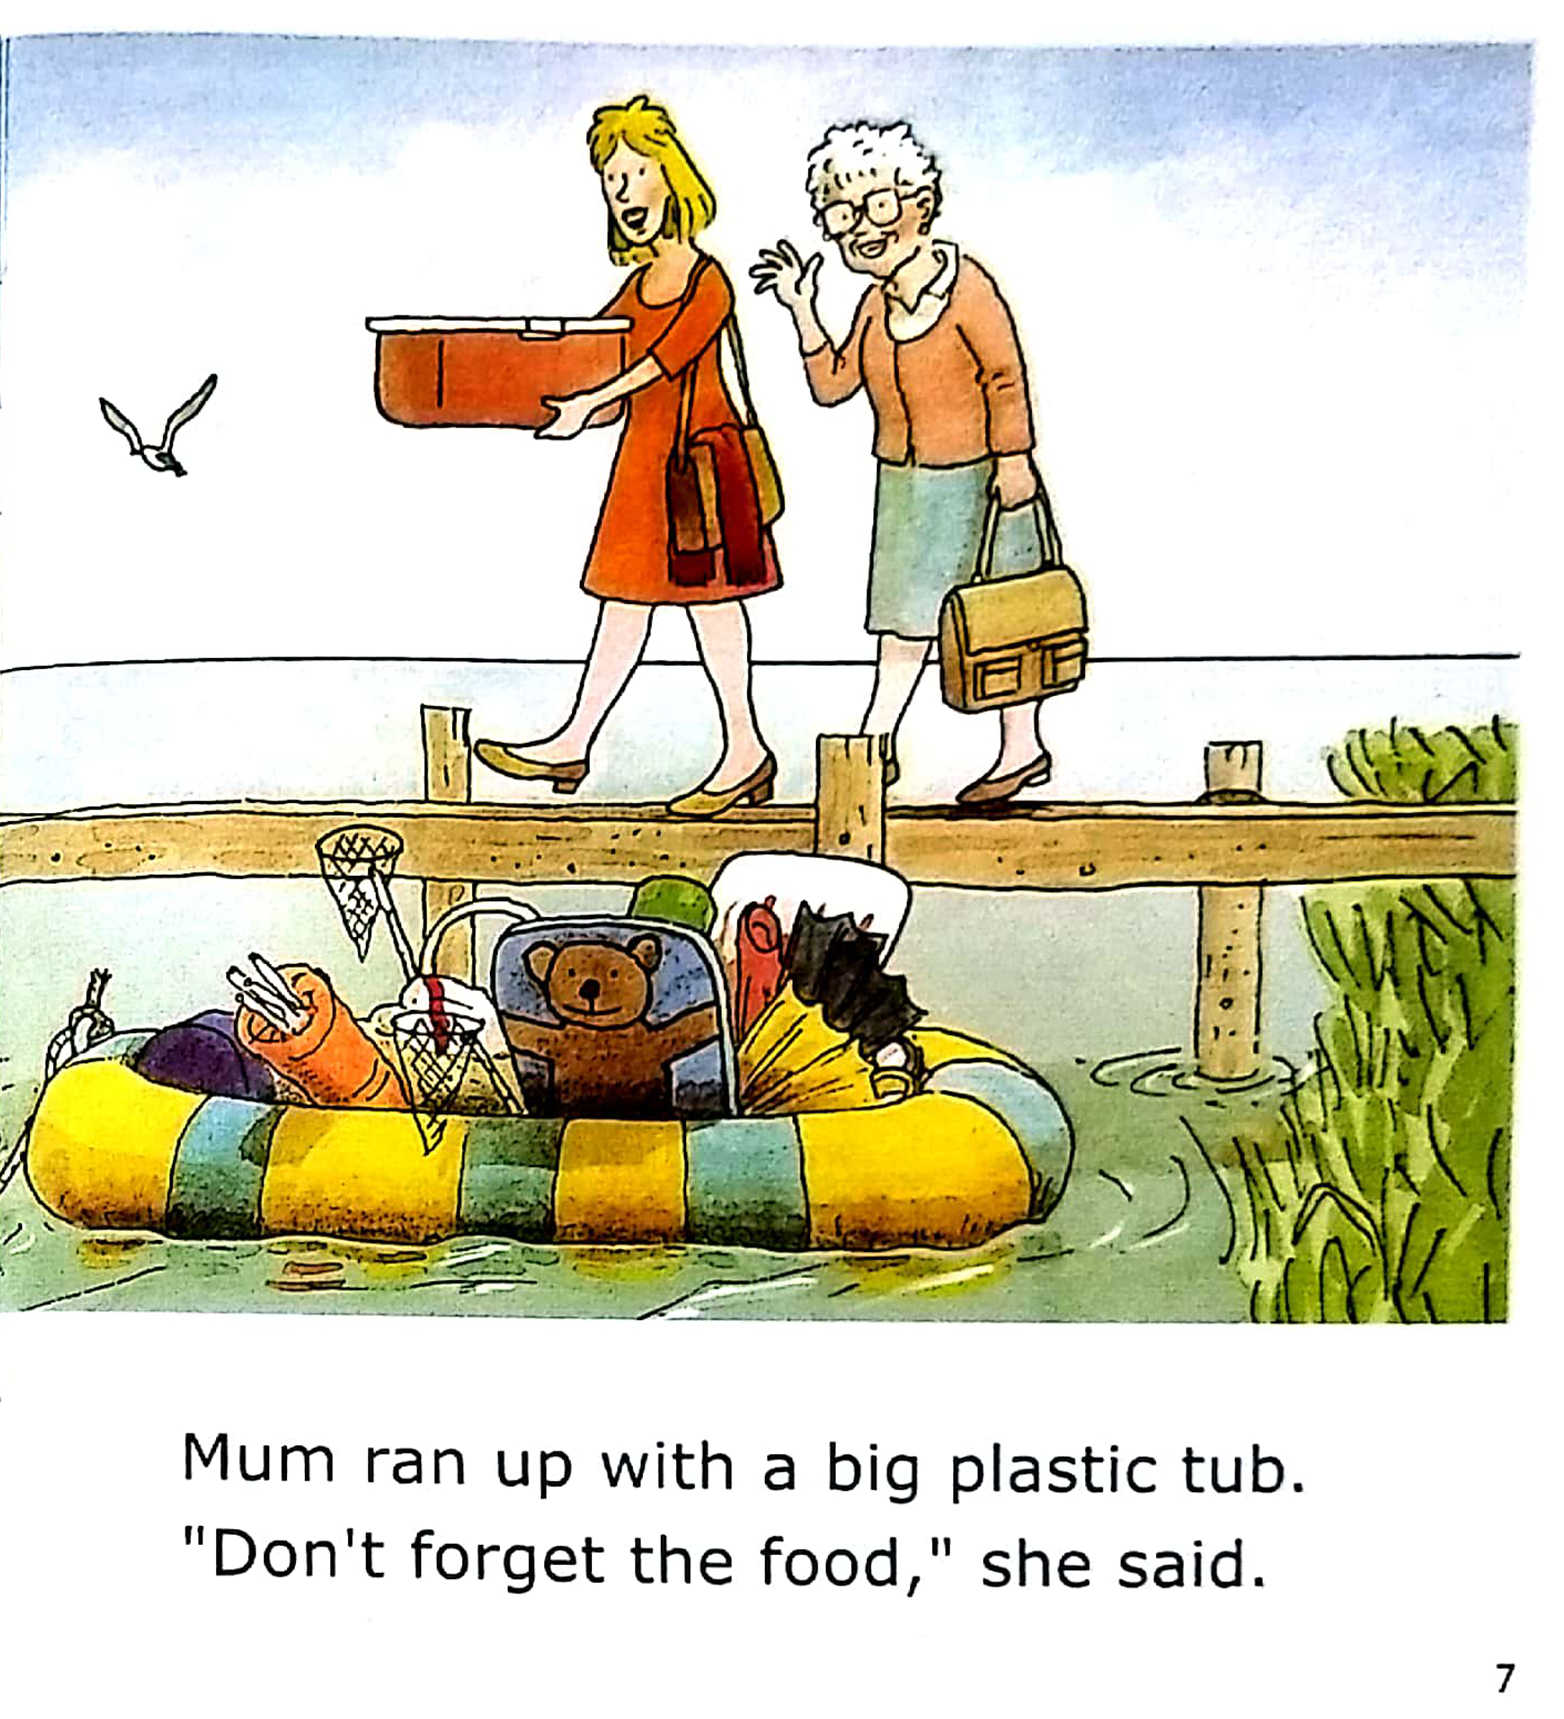 Mum ran up with a big plastic tub.
"Don't forget the food," she said.
7